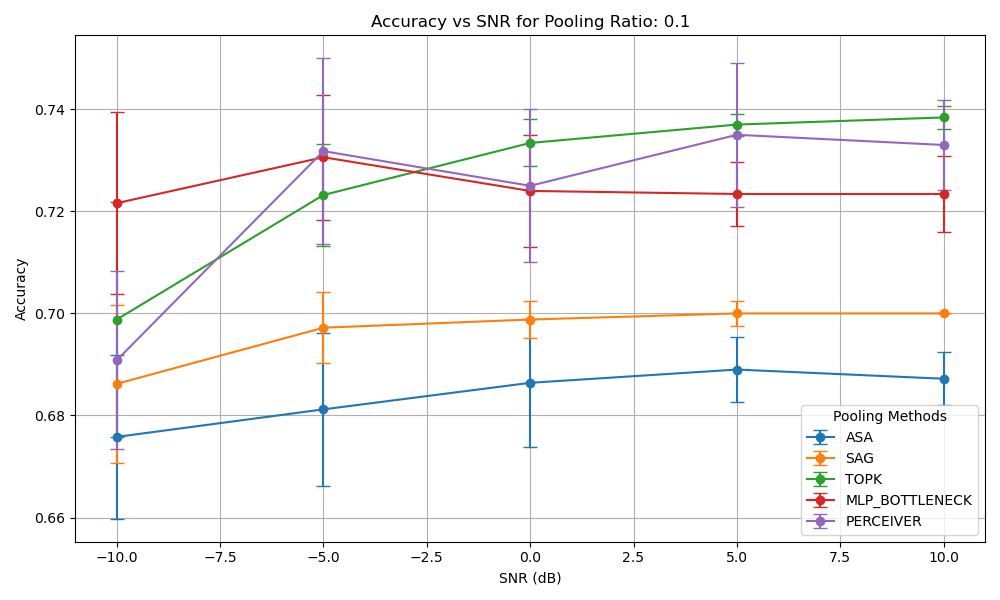 Accuracy vs SNR for Pooling Ratio: 0.1
Accuracy
0.74
0.72
0.70
0.68
0.66
−10.0 −7.5 −5.0 −2.5 0.0 2.5 5.0 7.5 10.0
SNR (dB)
Pooling Methods
ASA
SAG
TOPK
MLP_BOTTLENECK
PERCEIVER